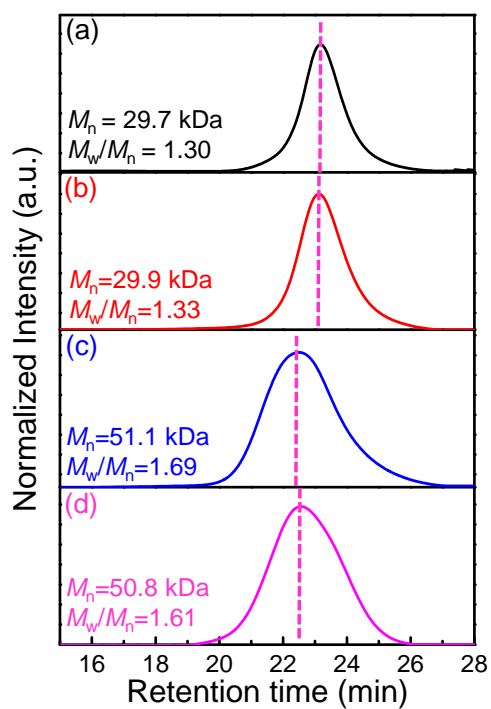 (a)
Mn = 29.7 kDa
Mw/Mn = 1.30
(b)
Mn=29.9 kDa
Mw/Mn=1.33
(c)
Mn=51.1 kDa
Mw/Mn=1.69
(d)
Mn=50.8 kDa
Mw/Mn=1.61
Normalized Intensity (a.u.)
16 18 20 22 24 26 28
Retention time (min)